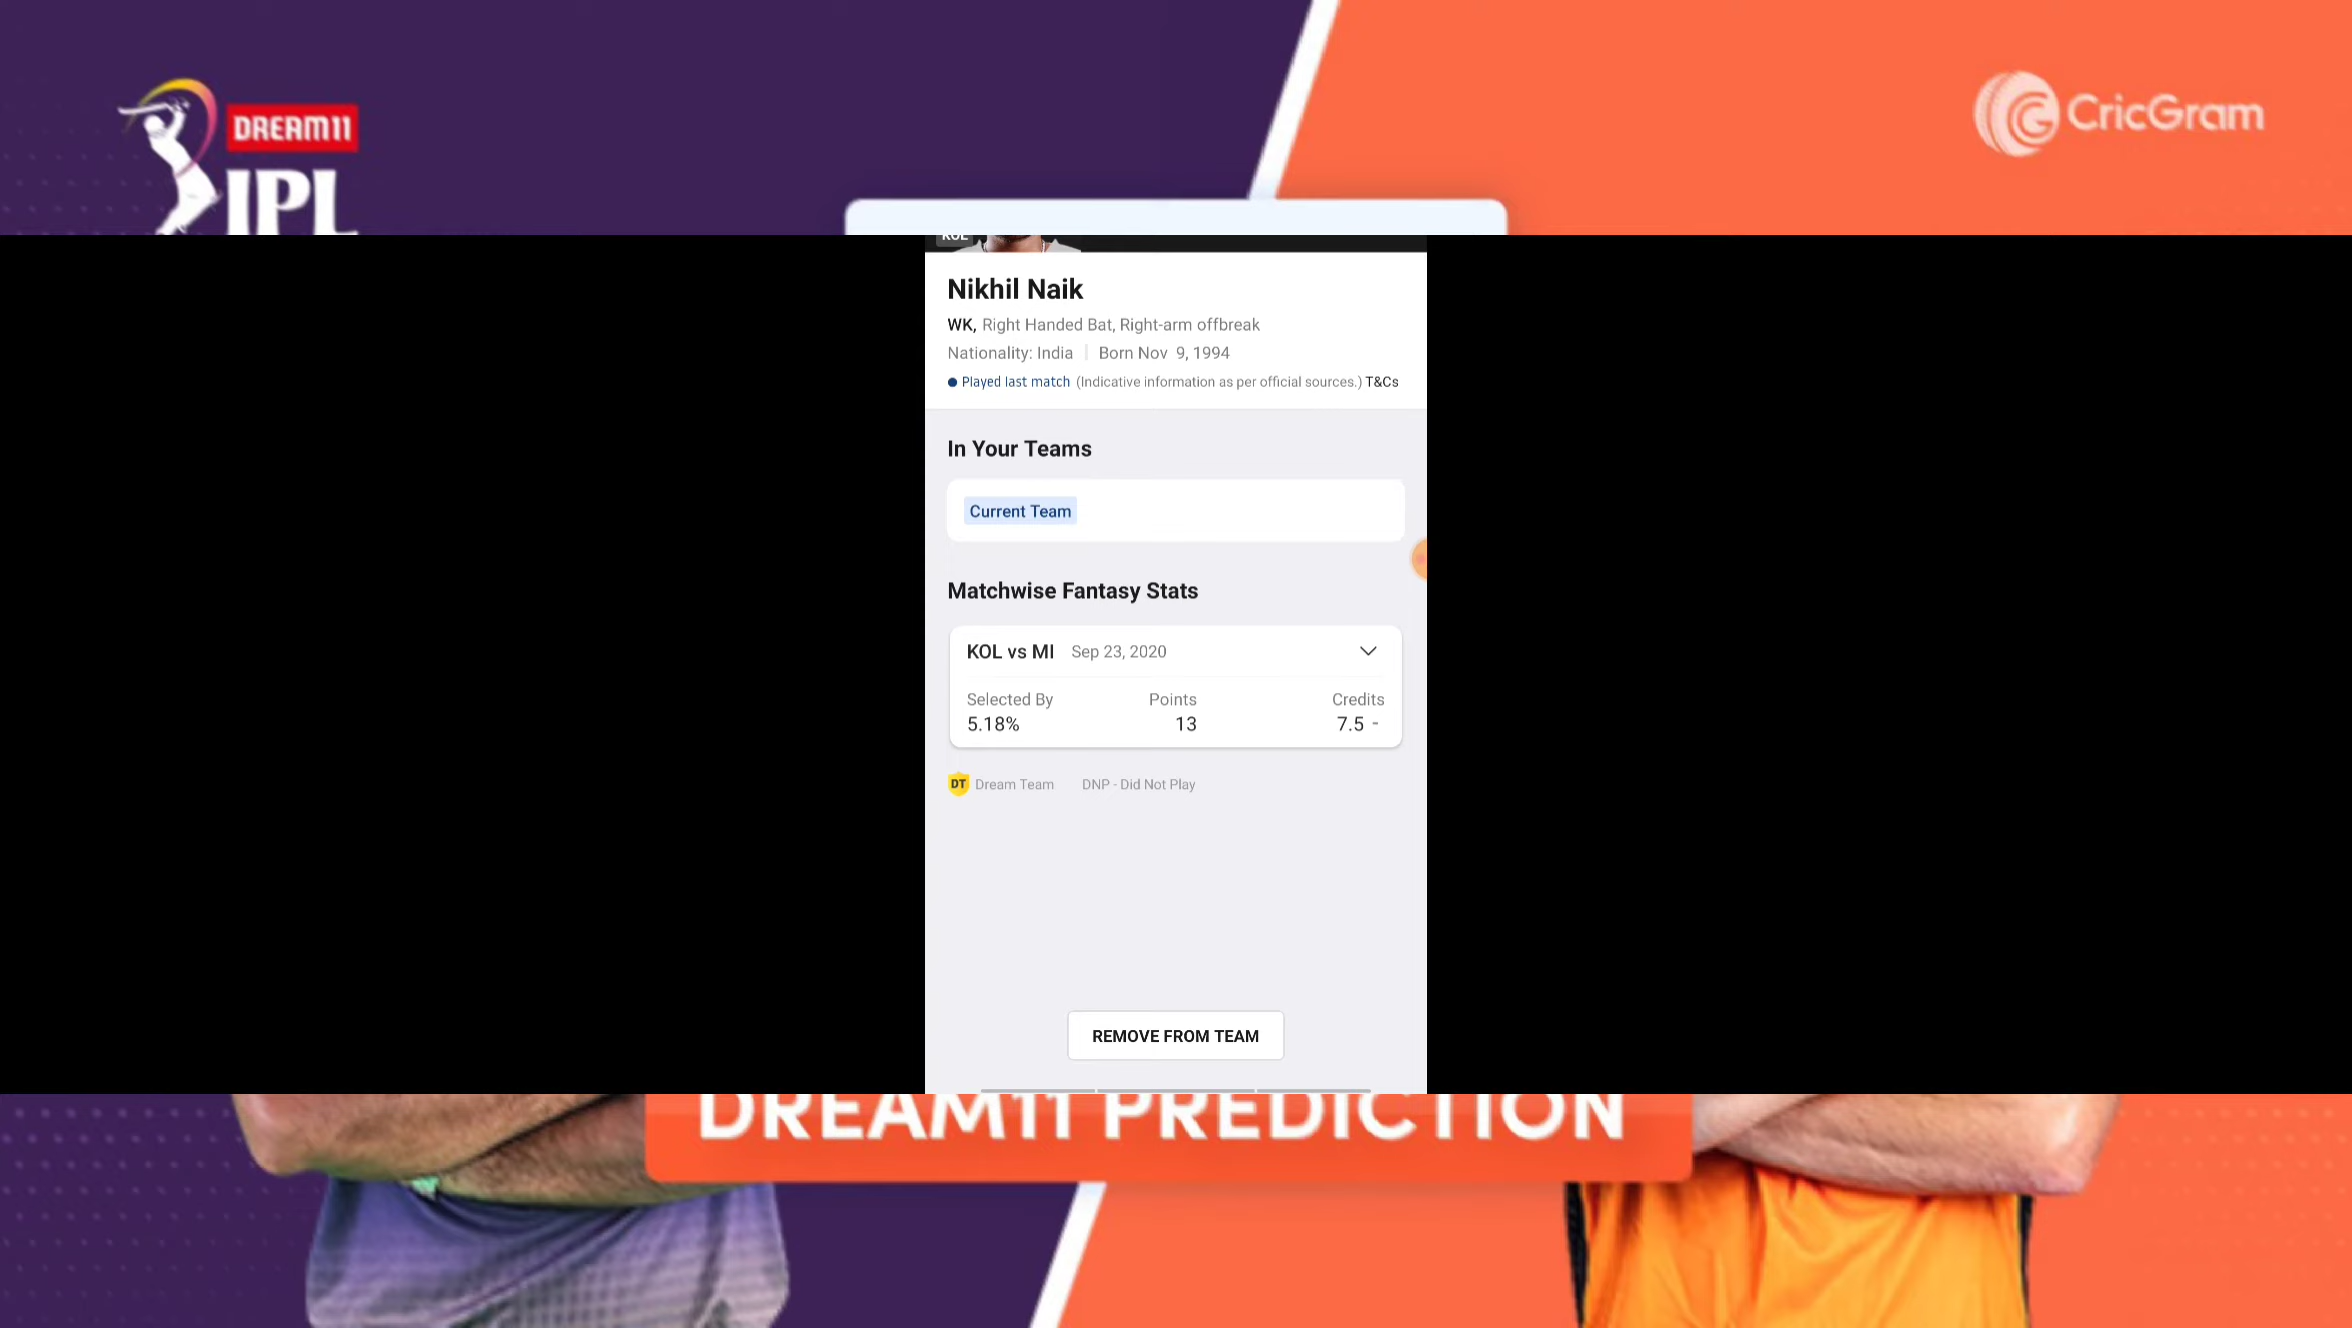 DREAM11
IPL
CricGram
KOL
Nikhil Naik
WK, Right Handed Bat, Right-arm offbreak
Nationality: India Born Nov 9, 1994
Played last match (Indicative information as per official sources.) T&Cs
In Your Teams
Current Team
Matchwise Fantasy Stats
KOL vs MI Sep 23, 2020
Selected By Points Credits
5.18% 13 7.5 -
DT Dream Team DNP - Did Not Play
REMOVE FROM TEAM
DREAM11 PREDICTION